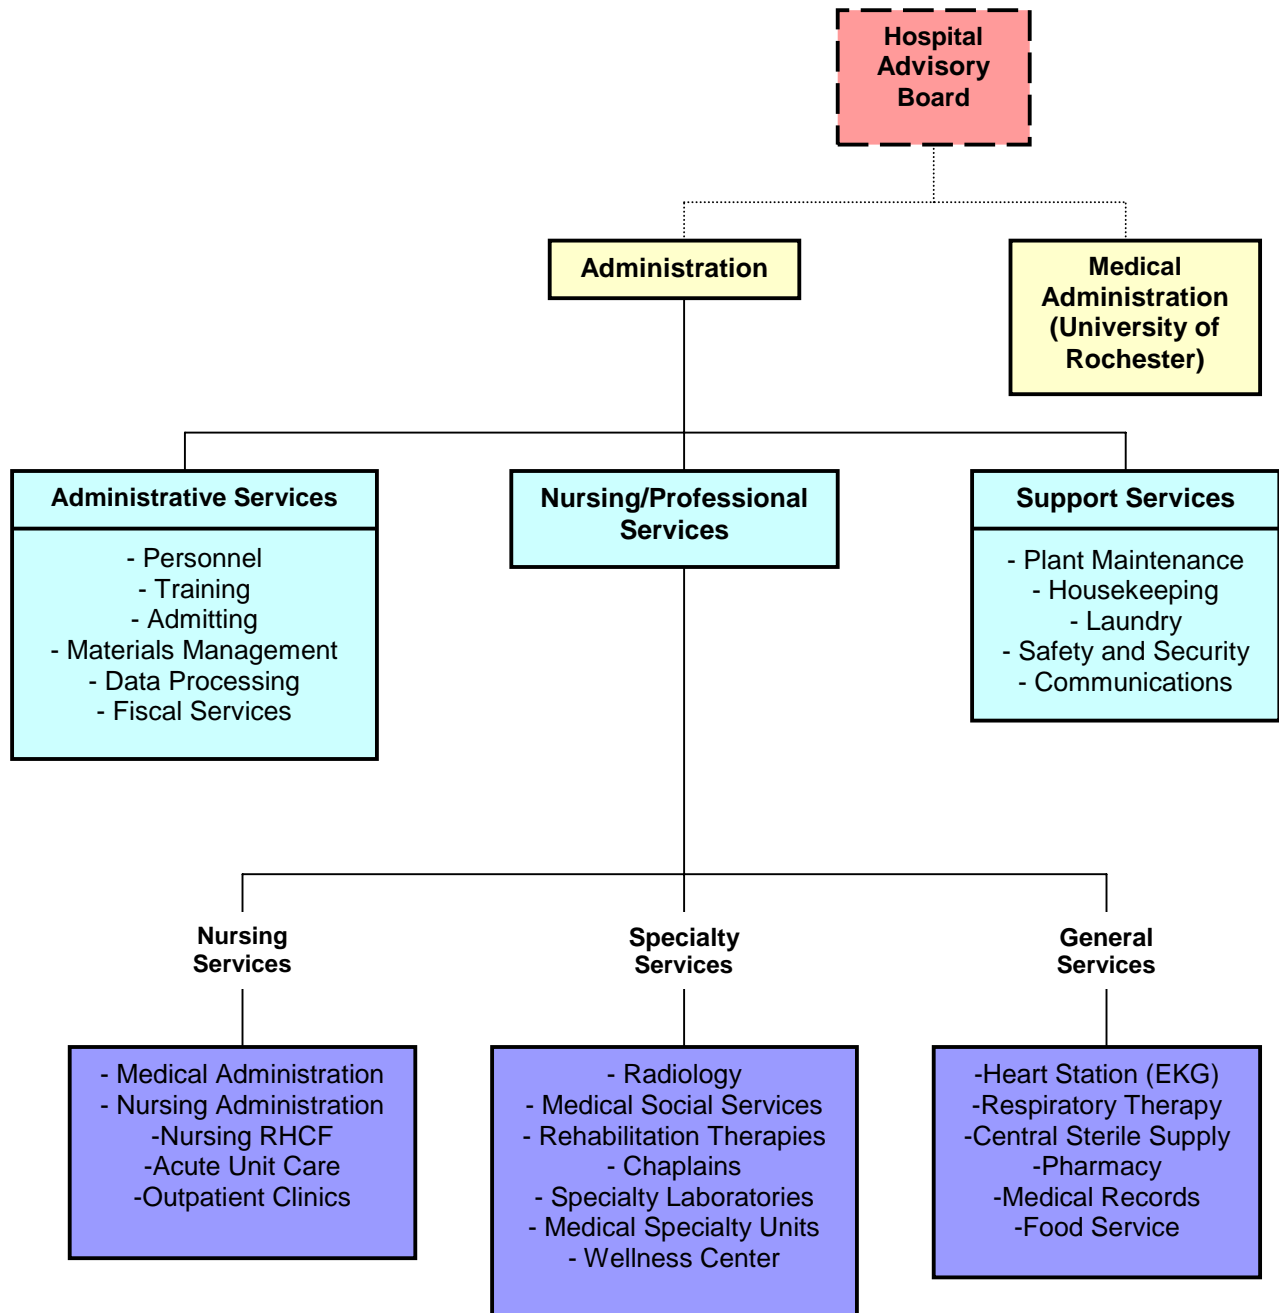 Hospital
Advisory
Board
Administration
Medical
Administration
(University of
Rochester)
Administrative Services
- Personnel
- Training
- Admitting
- Materials Management
- Data Processing
- Fiscal Services
Nursing/Professional
Services
Support Services
- Plant Maintenance
- Housekeeping
- Laundry
- Safety and Security
- Communications
Nursing
Services
Specialty
Services
General
Services
- Medical Administration
- Nursing Administration
-Nursing RHCF
-Acute Unit Care
-Outpatient Clinics
- Radiology
- Medical Social Services
- Rehabilitation Therapies
- Chaplains
- Specialty Laboratories
- Medical Specialty Units
- Wellness Center
-Heart Station (EKG)
-Respiratory Therapy
-Central Sterile Supply
-Pharmacy
-Medical Records
-Food Service